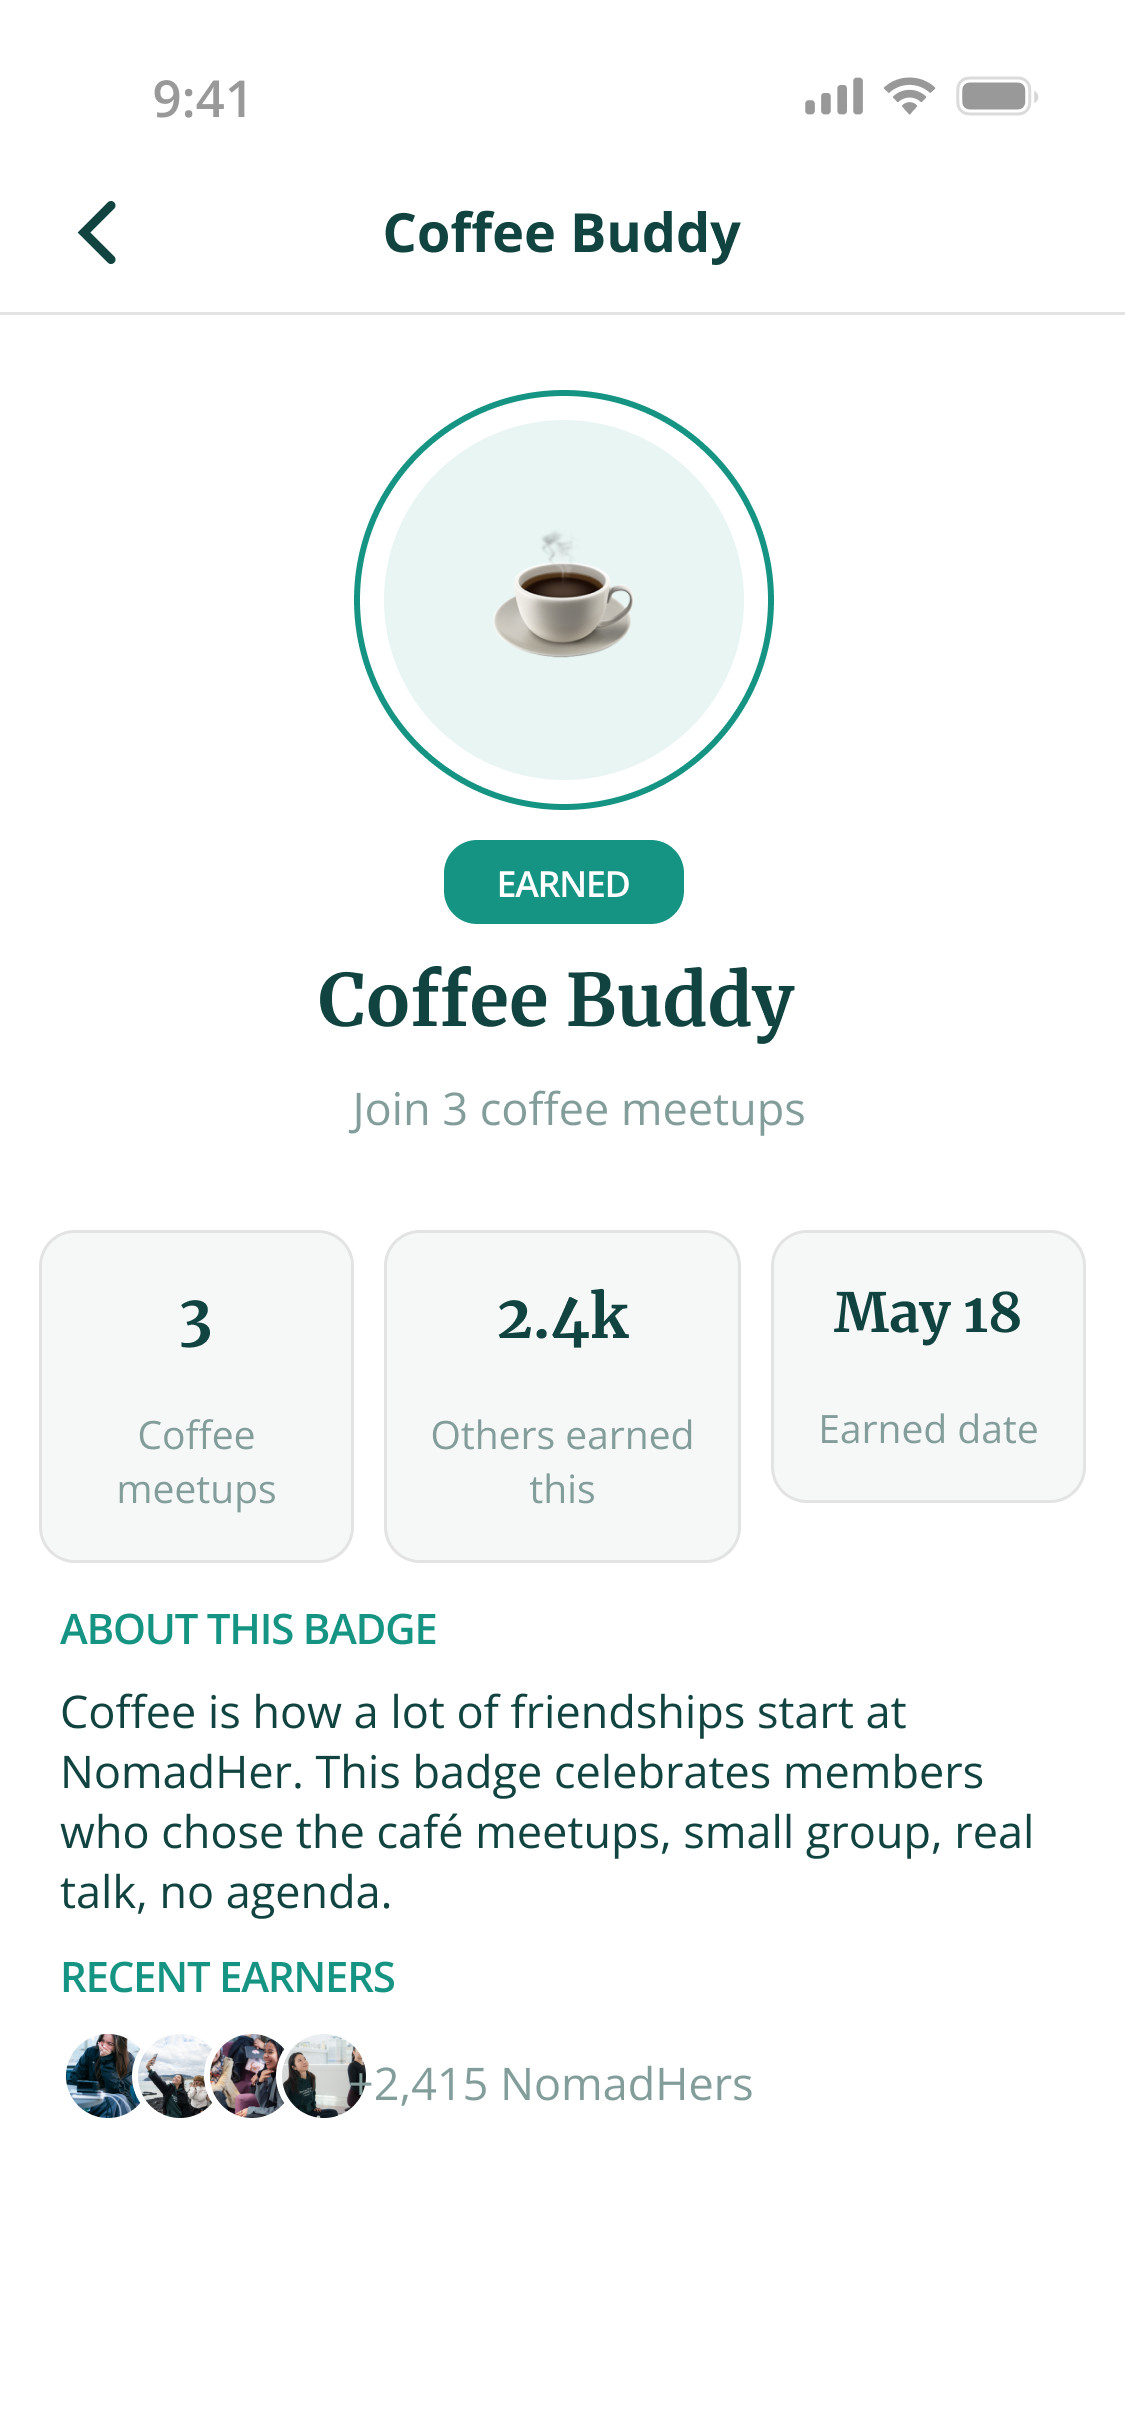 9:41
Coffee Buddy
EARNED
Coffee Buddy
Join 3 coffee meetups
3
Coffee
meetups
2.4k
Others earned
this
May 18
Earned date
ABOUT THIS BADGE
Coffee is how a lot of friendships start at
NomadHer. This badge celebrates members
who chose the café meetups, small group, real
talk, no agenda.
RECENT EARNERS
+2,415 NomadHers